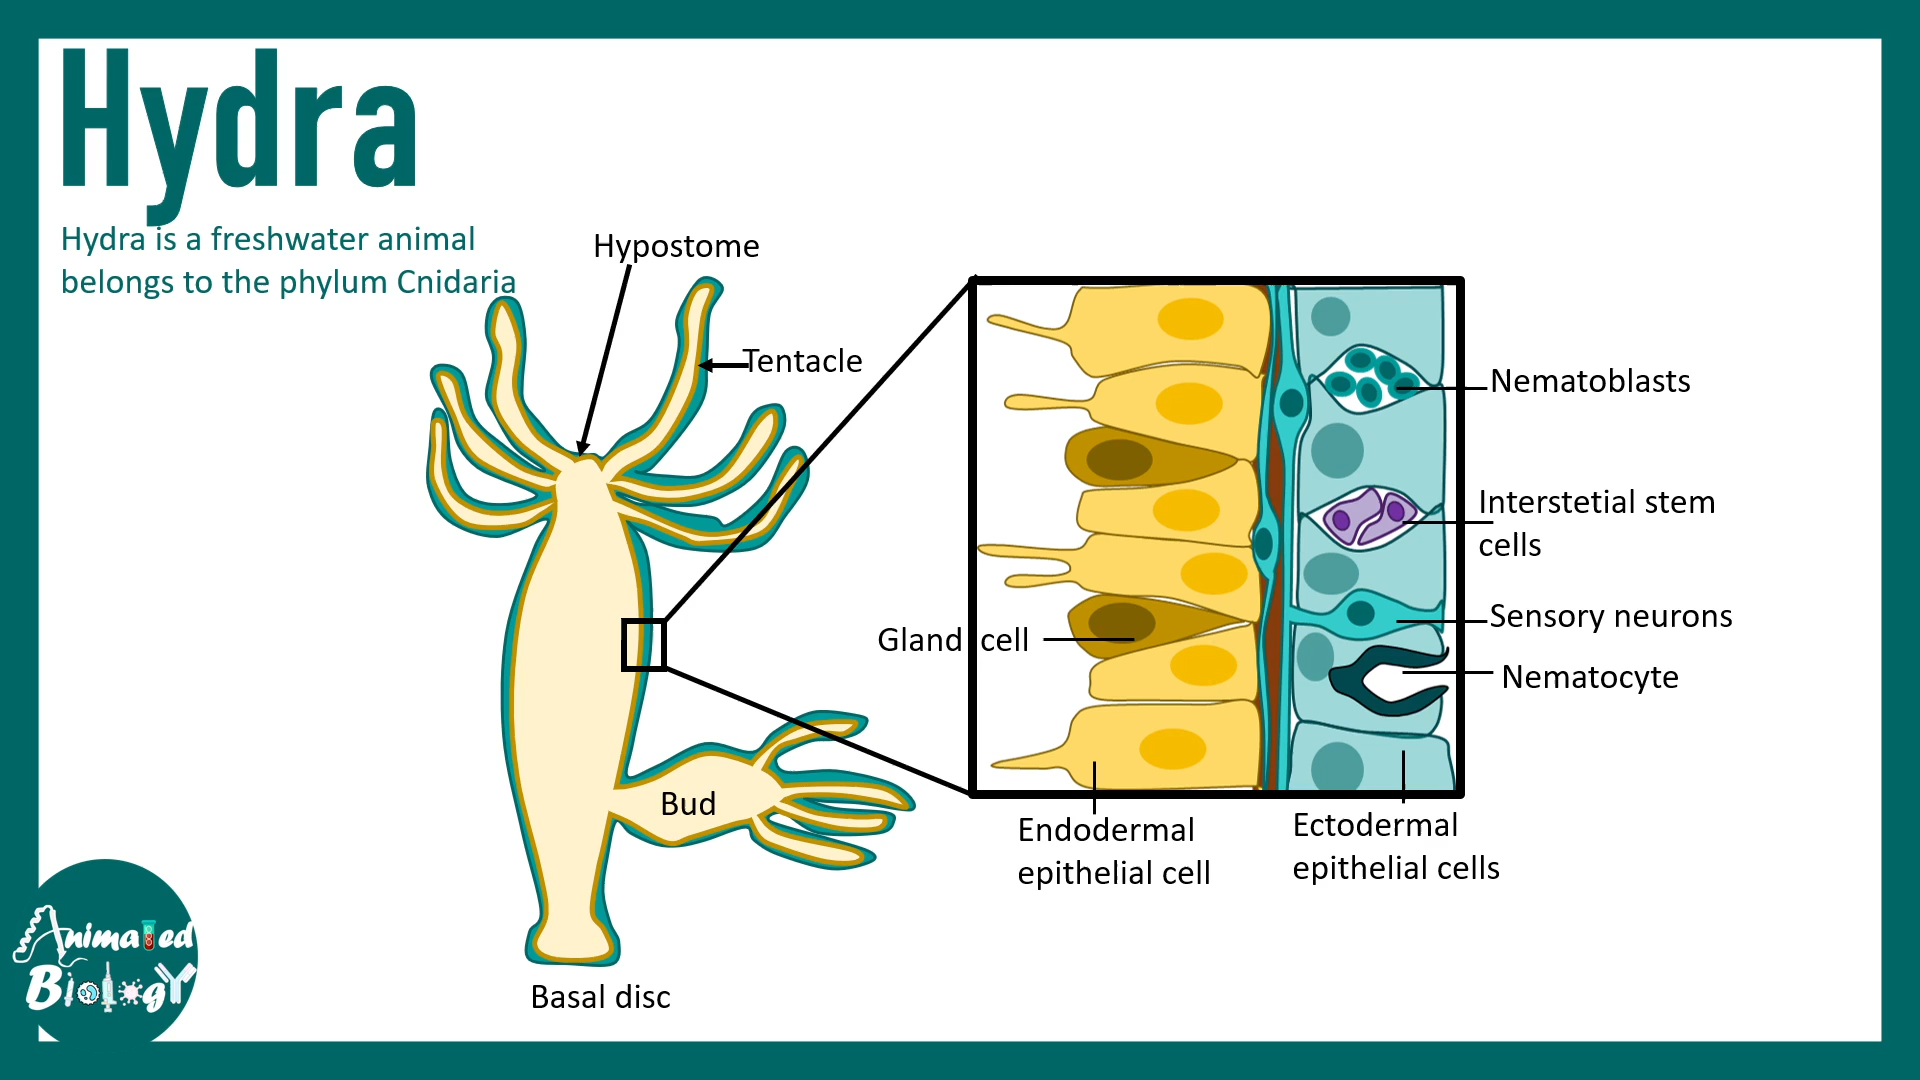 Hydra
Hydra is a freshwater animal
belongs to the phylum Cnidaria
Hypostome
Tentacle
Nematoblasts
Interstetial stem
cells
Sensory neurons
Gland cell
Nematocyte
Bud
Endodermal
epithelial cell
Ectodermal
epithelial cells
Basal disc
Animated
Biology